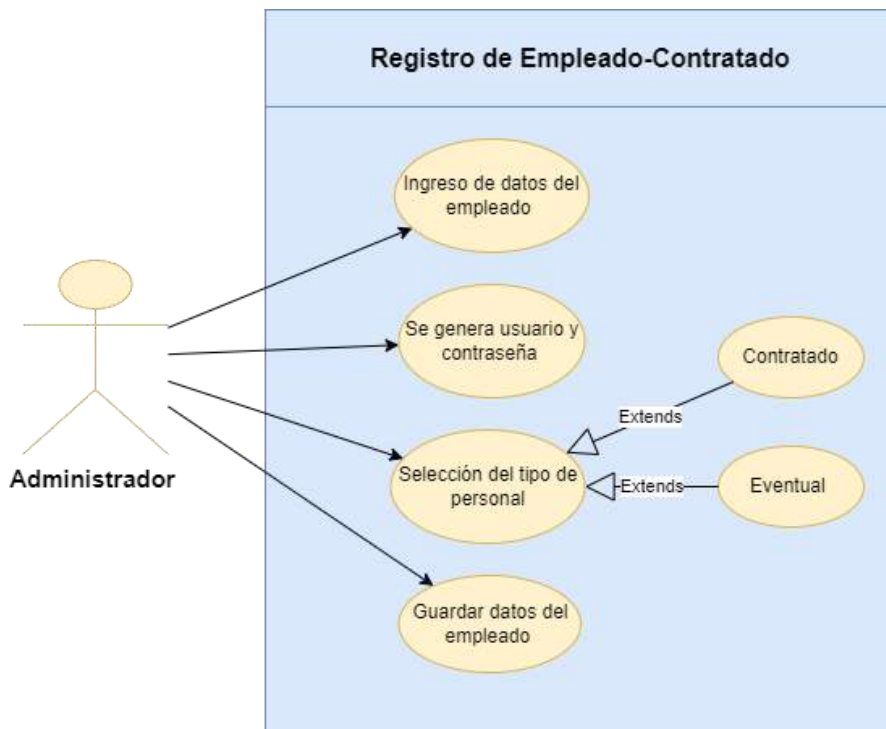 Registro de Empleado-Contratado
Ingreso de datos del
empleado
Se genera usuario y
contraseña
Contratado
Extends
Selección del tipo de
personal
Extends
Eventual
Administrador
Guardar datos del
empleado